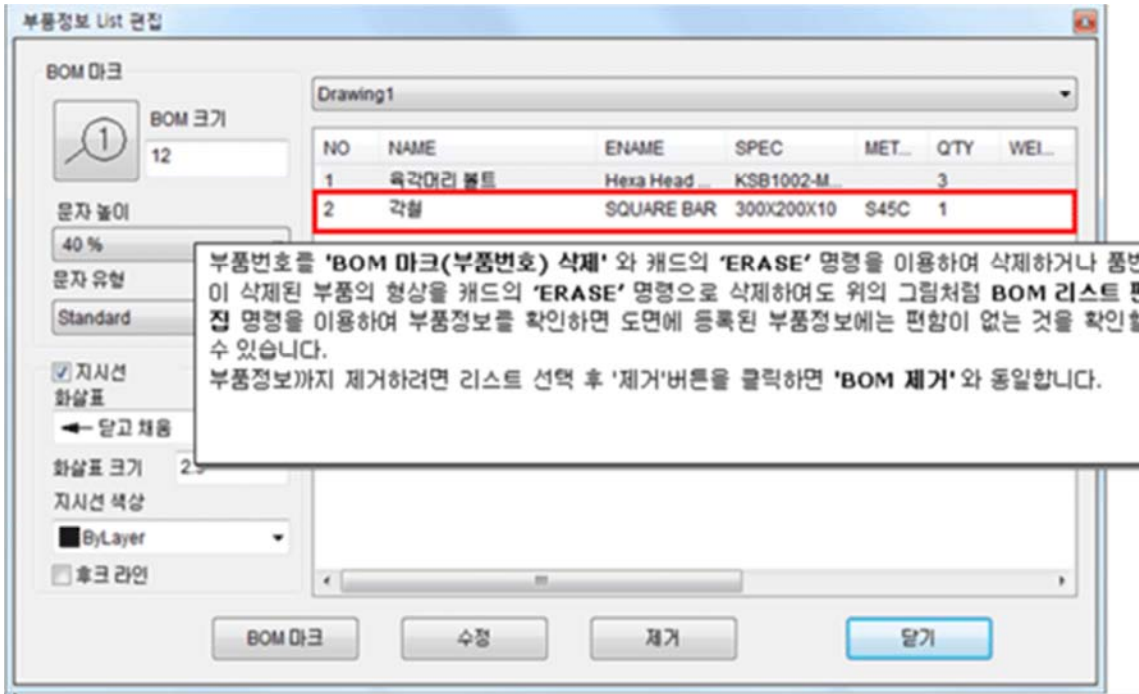 부품정보 List 편집
BOM 마크
1
BOM 크기
12
문자 높이
40 %
문자 유형
Standard
지시선
화살표
닫고 채움
화살표 크기
지시선 색상
ByLayer
후크 라인
Drawing1
NO NAME ENAME SPEC MET... Q'TY WEI...
1 육각머리 볼트 Hexa Head ... KSB1002-M... 3
2 각철 SQUARE BAR 300X200X10 S45C 1
부품번호를 'BOM 마크(부품번호) 삭제' 와 캐드의 'ERASE' 명령을 이용하여 삭제하거나
이 삭제된 부품의 형상을 캐드의 'ERASE' 명령으로 삭제하여도 위의 그림처럼 BOM 리스트
집 명령을 이용하여 부품정보를 확인하면 도면에 등록된 부품정보에는 편함이 없는 것을
수 있습니다.
부품정보까지 제거하려면 리스트 선택 후 '제거'버튼을 클릭하면 'BOM 제거' 와 동일합니다.
BOM 마크 수정 제거 닫기